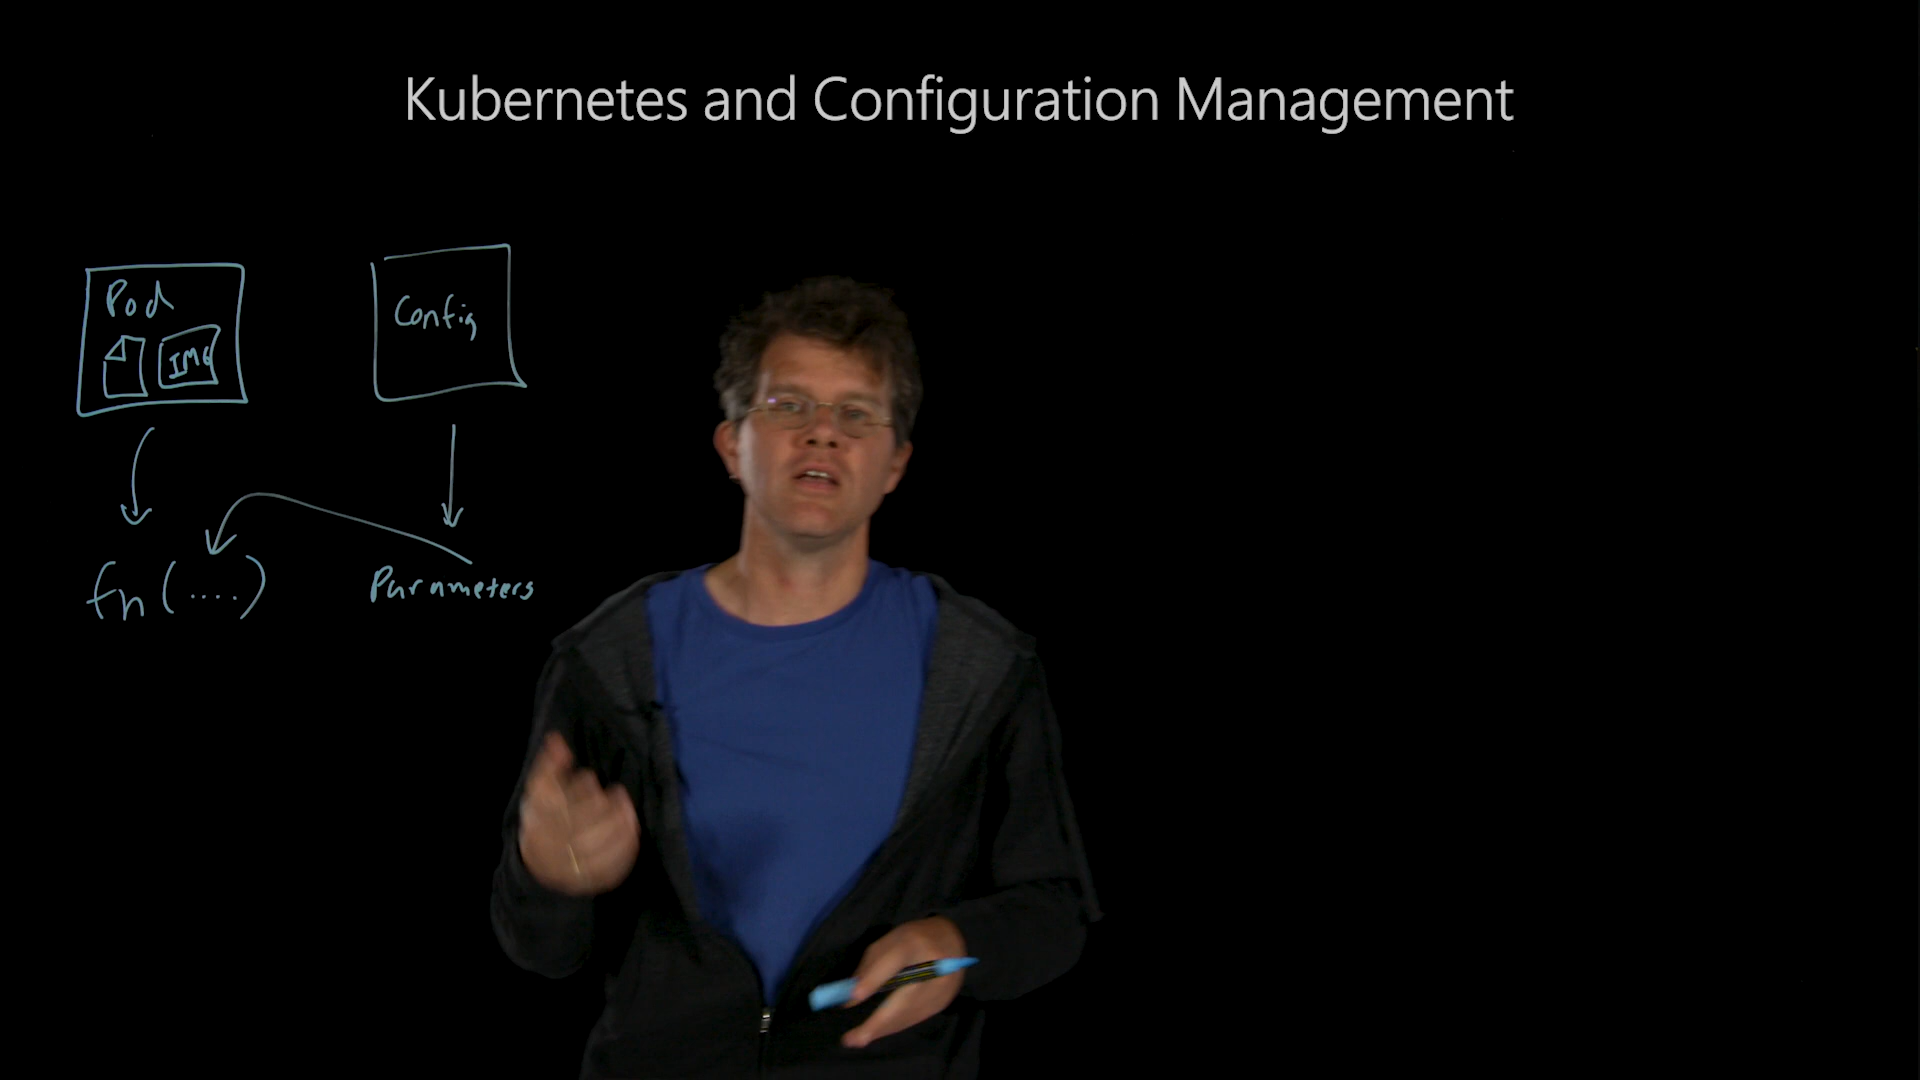 Kubernetes and Configuration Management
Pod
IMG
Config
fn(....)
Parameters